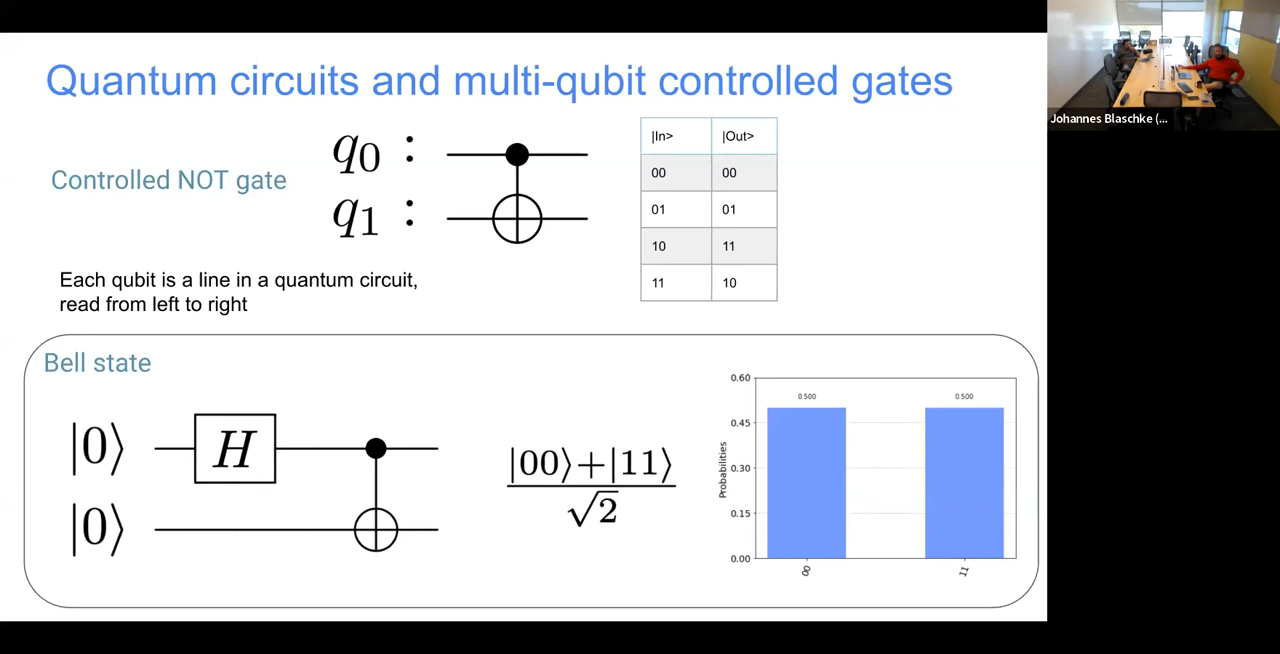 Quantum circuits and multi-qubit controlled gates
Johannes Blaschke (...
Controlled NOT gate
q0 :
q1 :
|In> |Out>
00 00
01 01
10 11
11 10
Each qubit is a line in a quantum circuit,
read from left to right
Bell state
|0⟩
H
|0⟩
|00⟩+|11⟩
√2
Probabilities
0.60
0.45
0.30
0.15
0.00
0.500
0.500
00
11